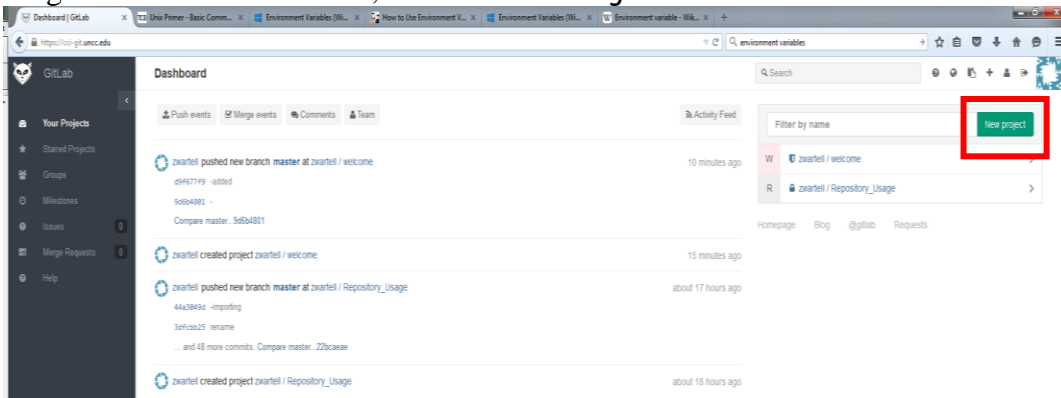 Dashboard | GitLab x Unix Primer - Basic Comm... x Environment Variables (Wi... x How to Use Environment V... x Environment Variables (Wi... x Environment variable - Wik... x +
https://cci-git.uncc.edu environment variables
GitLab Dashboard Search
Push events Merge events Comments Team Activity Feed Filter by name New project
Your Projects
Starred Projects
Groups
Milestones
Issues 0
Merge Requests 0
Help
zwartell pushed new branch master at zwartell / welcome 10 minutes ago
d9f677f9 -added
9d6b4801 -
Compare master...9d6b4801
zwartell created project zwartell / welcome 15 minutes ago
zwartell pushed new branch master at zwartell / Repository_Usage about 17 hours ago
44a3049d -importing
3dfcbb25 rename
... and 48 more commits. Compare master...22bcaeae
zwartell created project zwartell / Repository_Usage about 18 hours ago
W zwartell / welcome
R zwartell / Repository_Usage
Homepage Blog @gitlab Requests